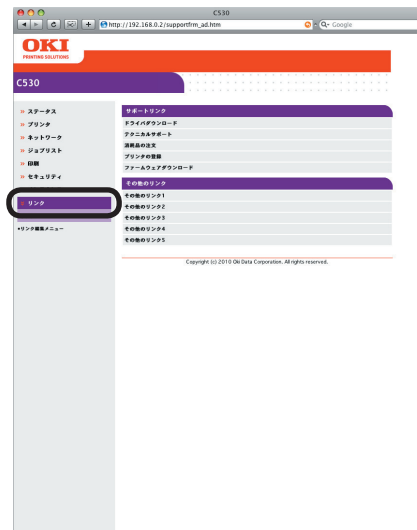 C530
http://192.168.0.2/supportfrm_ad.htm
Google
OKI
PRINTING SOLUTIONS
C530
» ステータス
» プリンタ
» ネットワーク
» ジョブリスト
» 印刷
» セキュリティ
» リンク
•リンク編集メニュー
サポートリンク
ドライバダウンロード
テクニカルサポート
消耗品の注文
プリンタの登録
ファームウェアダウンロード
その他のリンク
その他のリンク1
その他のリンク2
その他のリンク3
その他のリンク4
その他のリンク5
Copyright (c) 2010 Oki Data Corporation. All rights reserved.